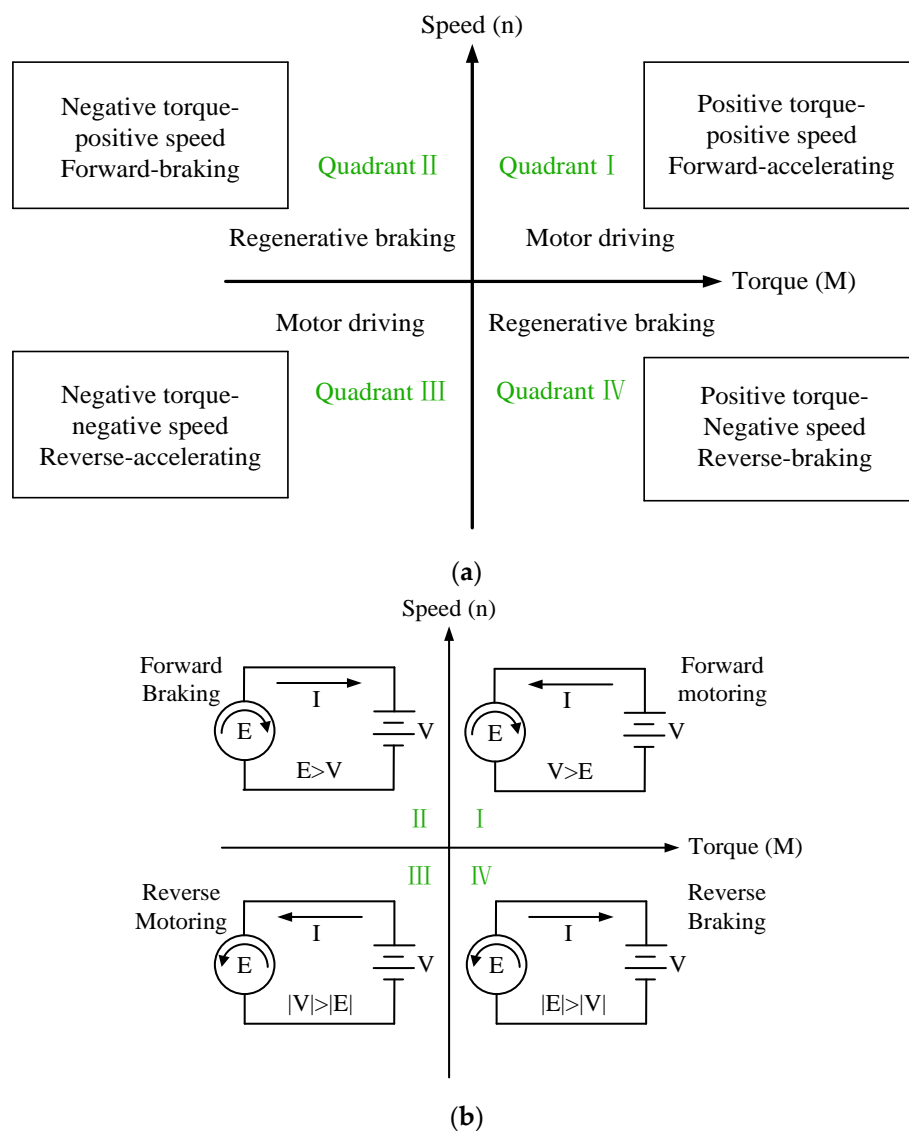 Speed (n)
Negative torque-
positive speed
Forward-braking
Quadrant II
Quadrant I
Positive torque-
positive speed
Forward-accelerating
Regenerative braking
Motor driving
Torque (M)
Motor driving
Regenerative braking
Negative torque-
negative speed
Reverse-accelerating
Quadrant III
Quadrant IV
Positive torque-
Negative speed
Reverse-braking
(a)
Speed (n)
Forward
Braking
I
E
V
E>V
Forward
motoring
I
E
V
V>E
II
I
Torque (M)
III
IV
Reverse
Motoring
I
E
V
|V|>|E|
Reverse
Braking
I
E
V
|E|>|V|
(b)